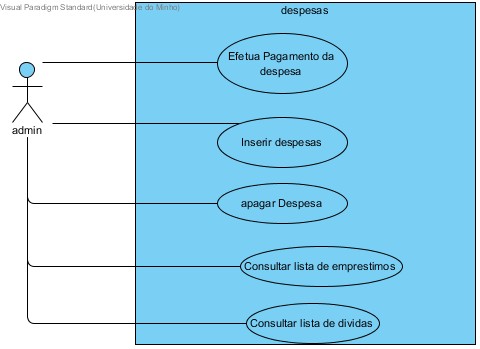 Visual Paradigm Standard(Universidade do Minho)
despesas
Efetua Pagamento da
despesa
admin
Inserir despesas
apagar Despesa
Consultar lista de emprestimos
Consultar lista de dividas